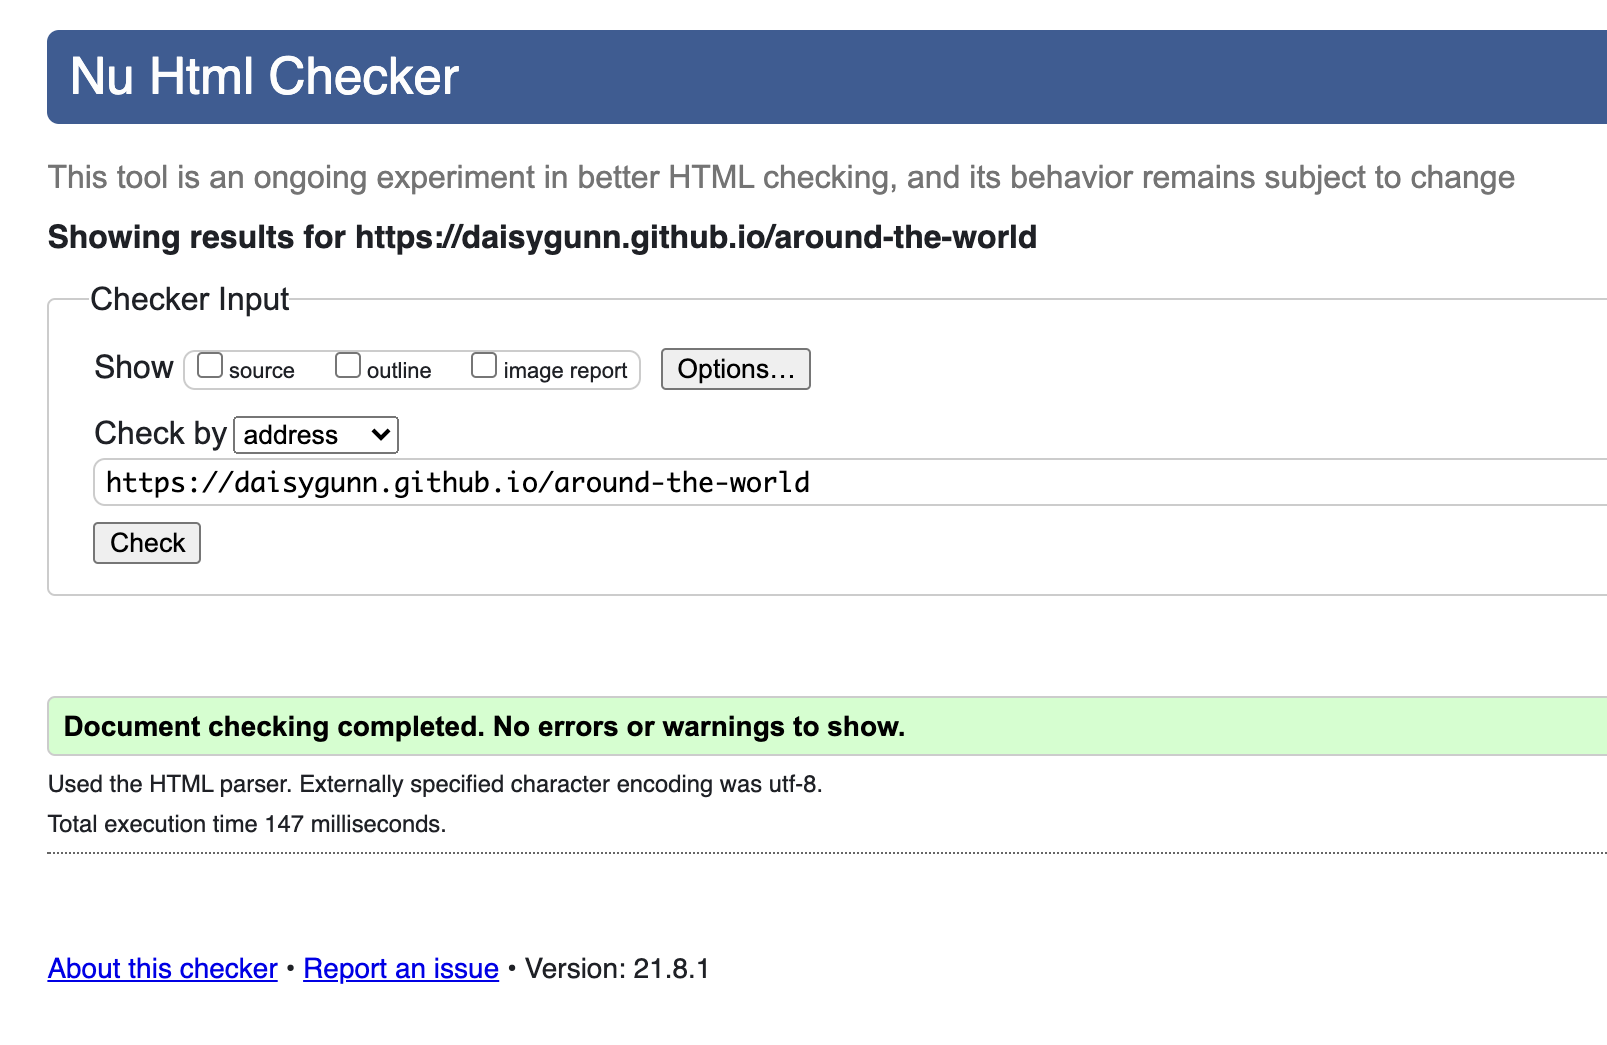 Nu Html Checker
This tool is an ongoing experiment in better HTML checking, and its behavior remains subject to change
Showing results for https://daisygunn.github.io/around-the-world
Checker Input
Show source outline image report Options…
Check by address
https://daisygunn.github.io/around-the-world
Check
Document checking completed. No errors or warnings to show.
Used the HTML parser. Externally specified character encoding was utf-8.
Total execution time 147 milliseconds.
About this checker • Report an issue • Version: 21.8.1